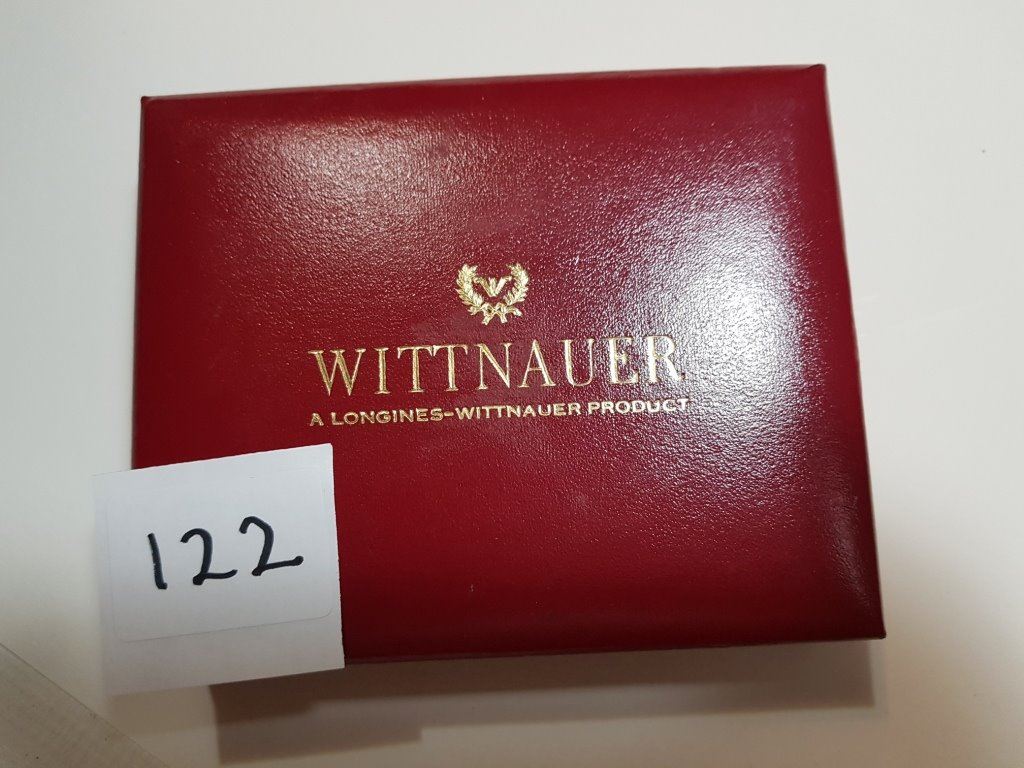 WITTNAUER
A LONGINES-WITTNAUER PRODUCT
122